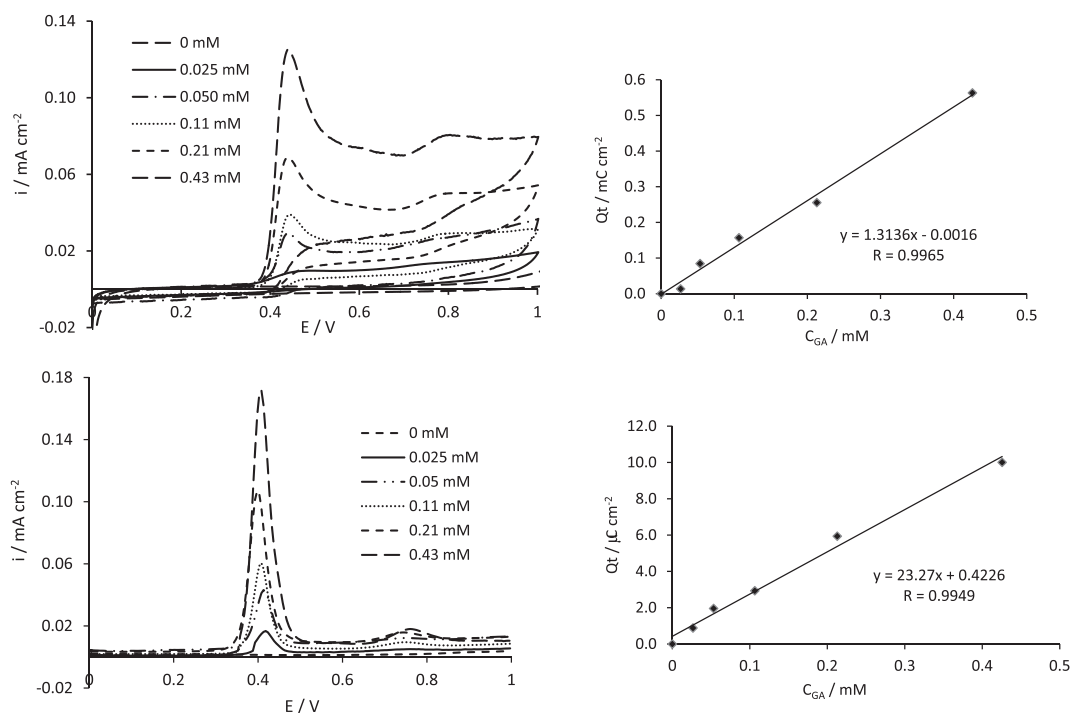 0.14
0.10
0.06
0.02
-0.02
i / mA cm-2
0 mM
0.025 mM
0.050 mM
0.11 mM
0.21 mM
0.43 mM
0
0.2
0.4
0.6
0.8
1
E / V
0.6
0.5
0.4
0.3
0.2
0.1
0.0
Qt / mC cm-2
y = 1.3136x - 0.0016
R = 0.9965
0.0
0.1
0.2
0.3
0.4
0.5
CGA / mM
0.18
0.14
0.10
0.06
0.02
-0.02
i / mA cm-2
0 mM
0.025 mM
0.05 mM
0.11 mM
0.21 mM
0.43 mM
0
0.2
0.4
0.6
0.8
1
E / V
12.0
10.0
8.0
6.0
4.0
2.0
0.0
Qt / μC cm-2
y = 23.27x + 0.4226
R = 0.9949
0
0.1
0.2
0.3
0.4
0.5
CGA / mM